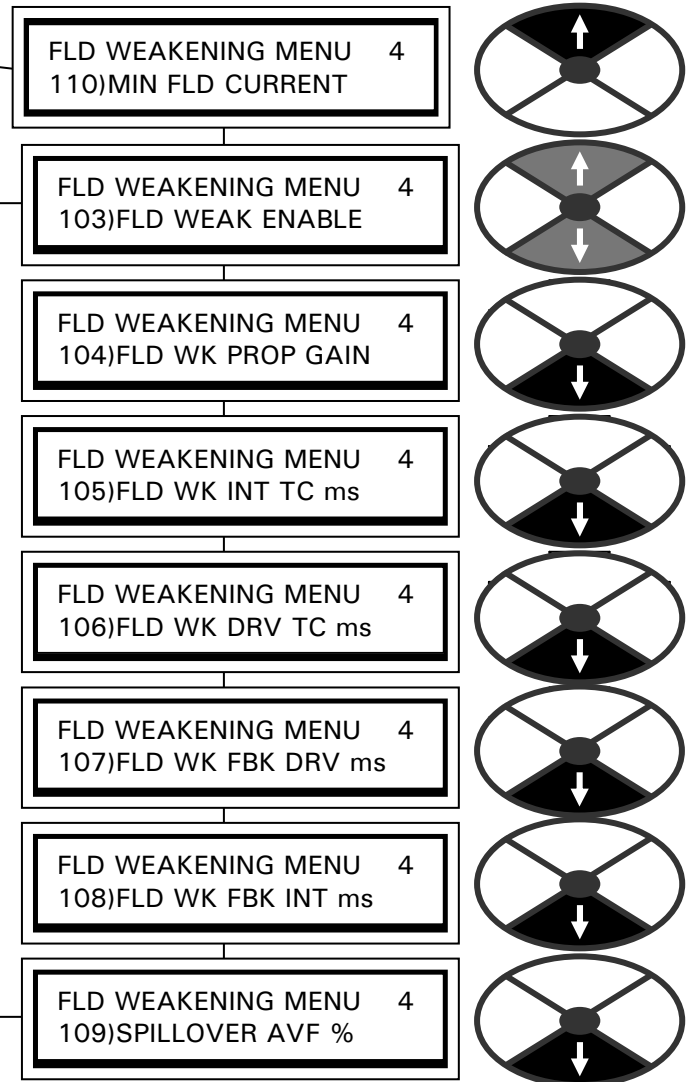 FLD WEAKENING MENU 4
110)MIN FLD CURRENT
FLD WEAKENING MENU 4
103)FLD WEAK ENABLE
FLD WEAKENING MENU 4
104)FLD WK PROP GAIN
FLD WEAKENING MENU 4
105)FLD WK INT TC ms
FLD WEAKENING MENU 4
106)FLD WK DRV TC ms
FLD WEAKENING MENU 4
107)FLD WK FBK DRV ms
FLD WEAKENING MENU 4
108)FLD WK FBK INT ms
FLD WEAKENING MENU 4
109)SPILLOVER AVF %